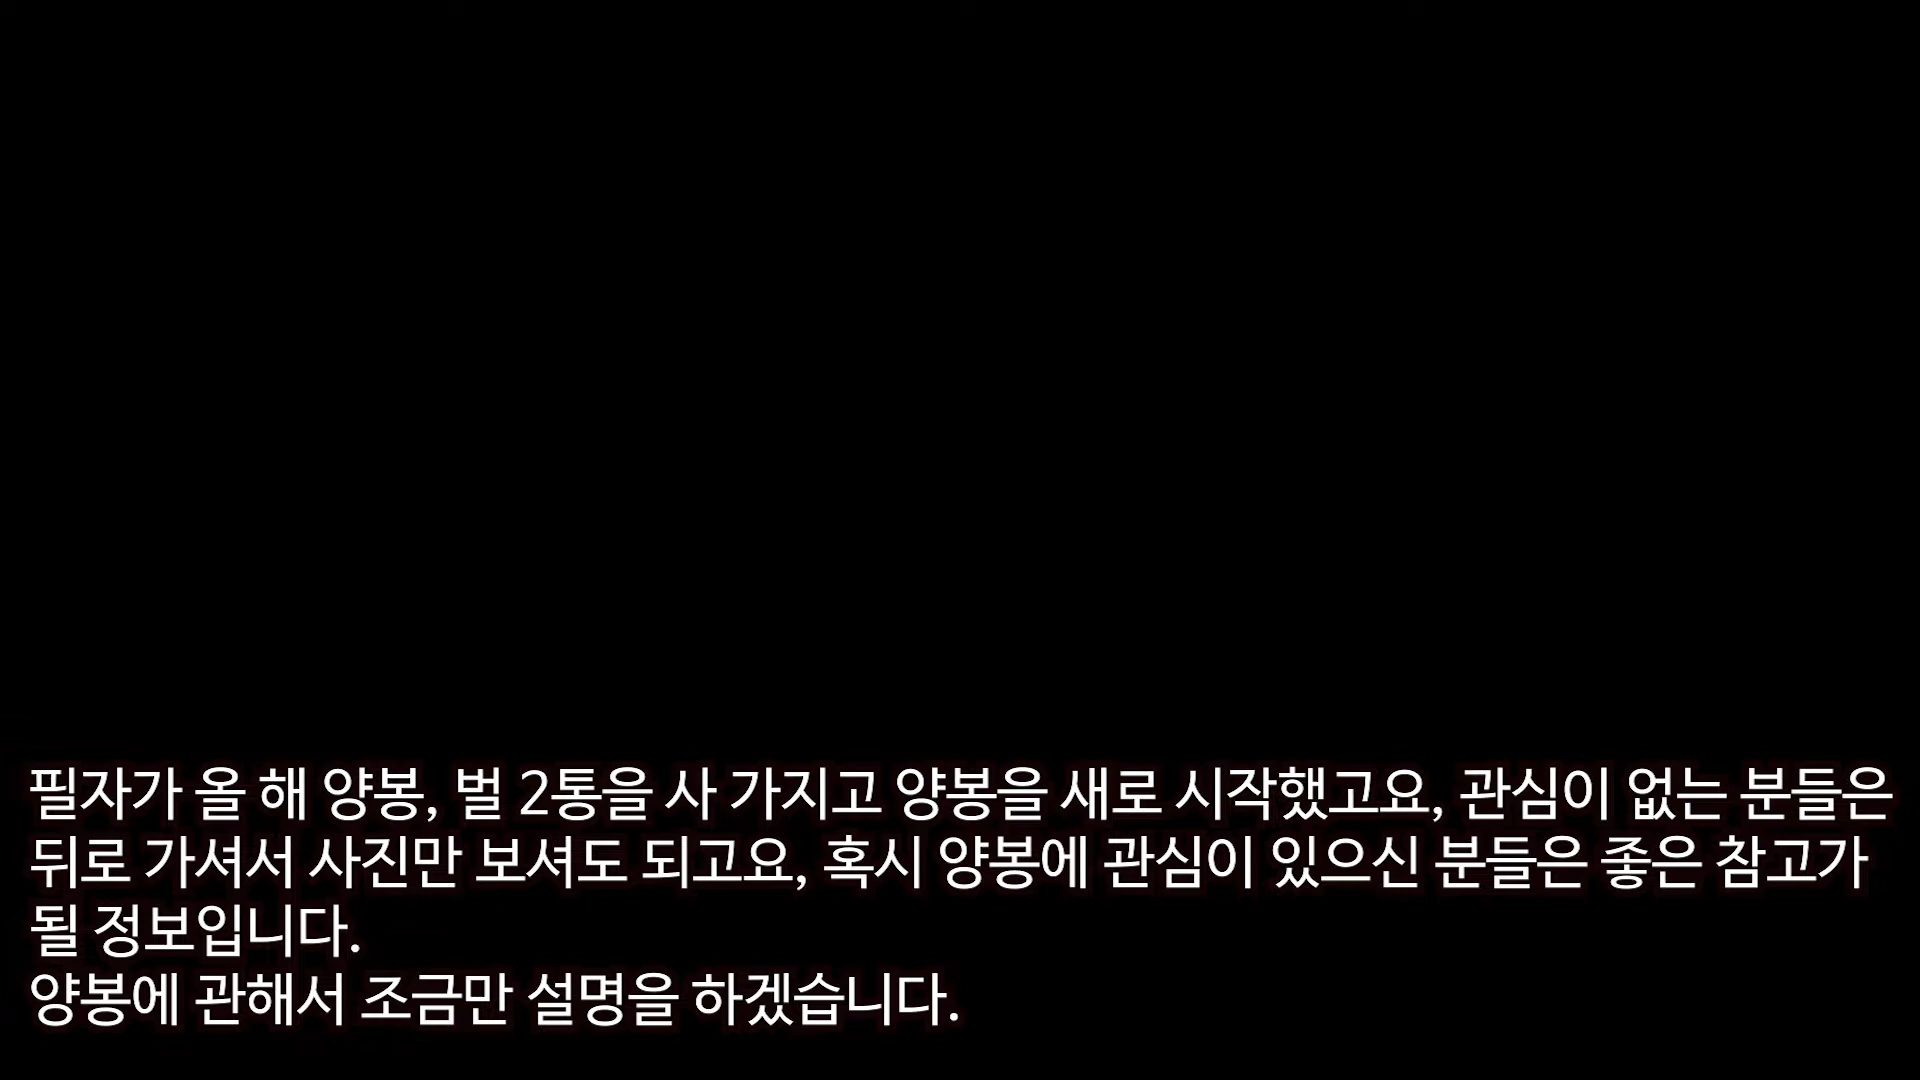 필자가 올 해 양봉, 벌 2통을 사 가지고 양봉을 새로 시작했고요, 관심이 없는 분들은
뒤로 가셔서 사진만 보셔도 되고요, 혹시 양봉에 관심이 있으신 분들은 좋은 참고가
될 정보입니다.
양봉에 관해서 조금만 설명을 하겠습니다.